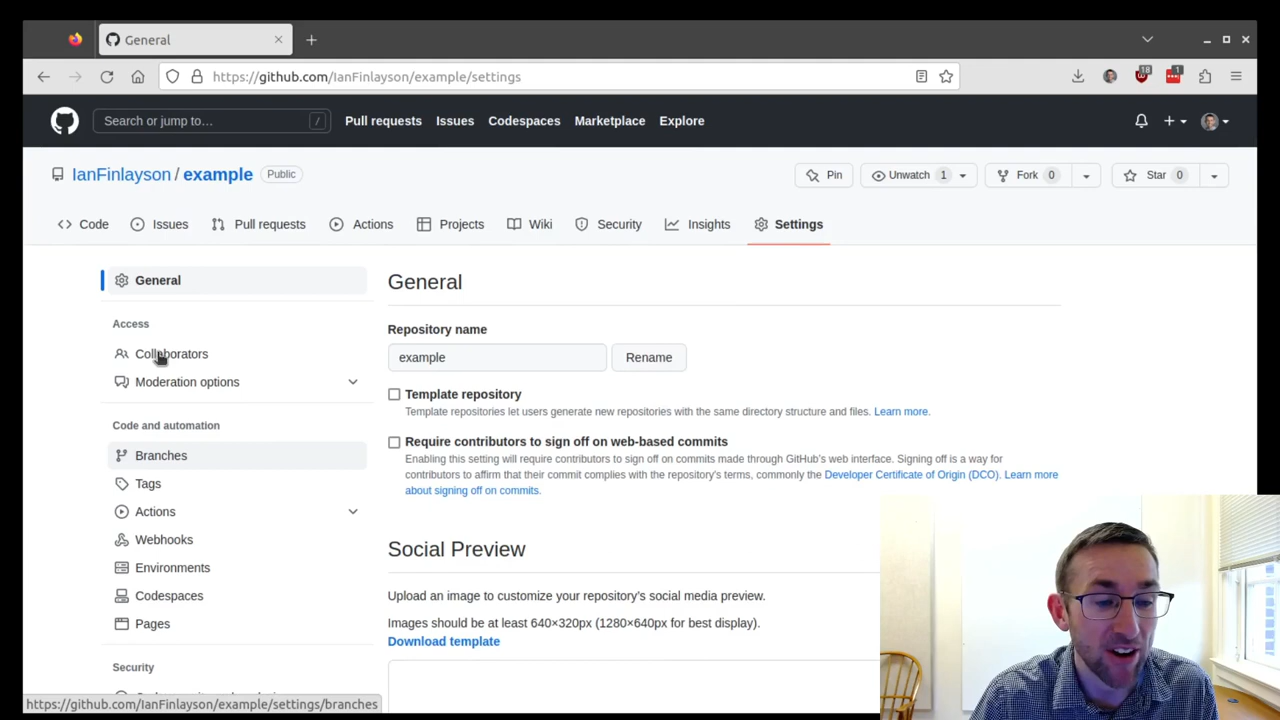 General
https://github.com/IanFinlayson/example/settings
18
1
Search or jump to… /
Pull requests Issues Codespaces Marketplace Explore
IanFinlayson / example Public
Pin Unwatch 1 Fork 0 Star 0
Code Issues Pull requests Actions Projects Wiki Security Insights Settings
General
Access
Collaborators
Moderation options
Code and automation
Branches
Tags
Actions
Webhooks
Environments
Codespaces
Pages
Security
General
Repository name
example Rename
Template repository
Template repositories let users generate new repositories with the same directory structure and files. Learn more.
Require contributors to sign off on web-based commits
Enabling this setting will require contributors to sign off on commits made through GitHub's web interface. Signing off is a way for
contributors to affirm that their commit complies with the repository's terms, commonly the Developer Certificate of Origin (DCO). Learn more
about signing off on commits.
Social Preview
Upload an image to customize your repository's social media preview.
Images should be at least 640×320px (1280×640px for best display).
Download template
https://github.com/IanFinlayson/example/settings/branches